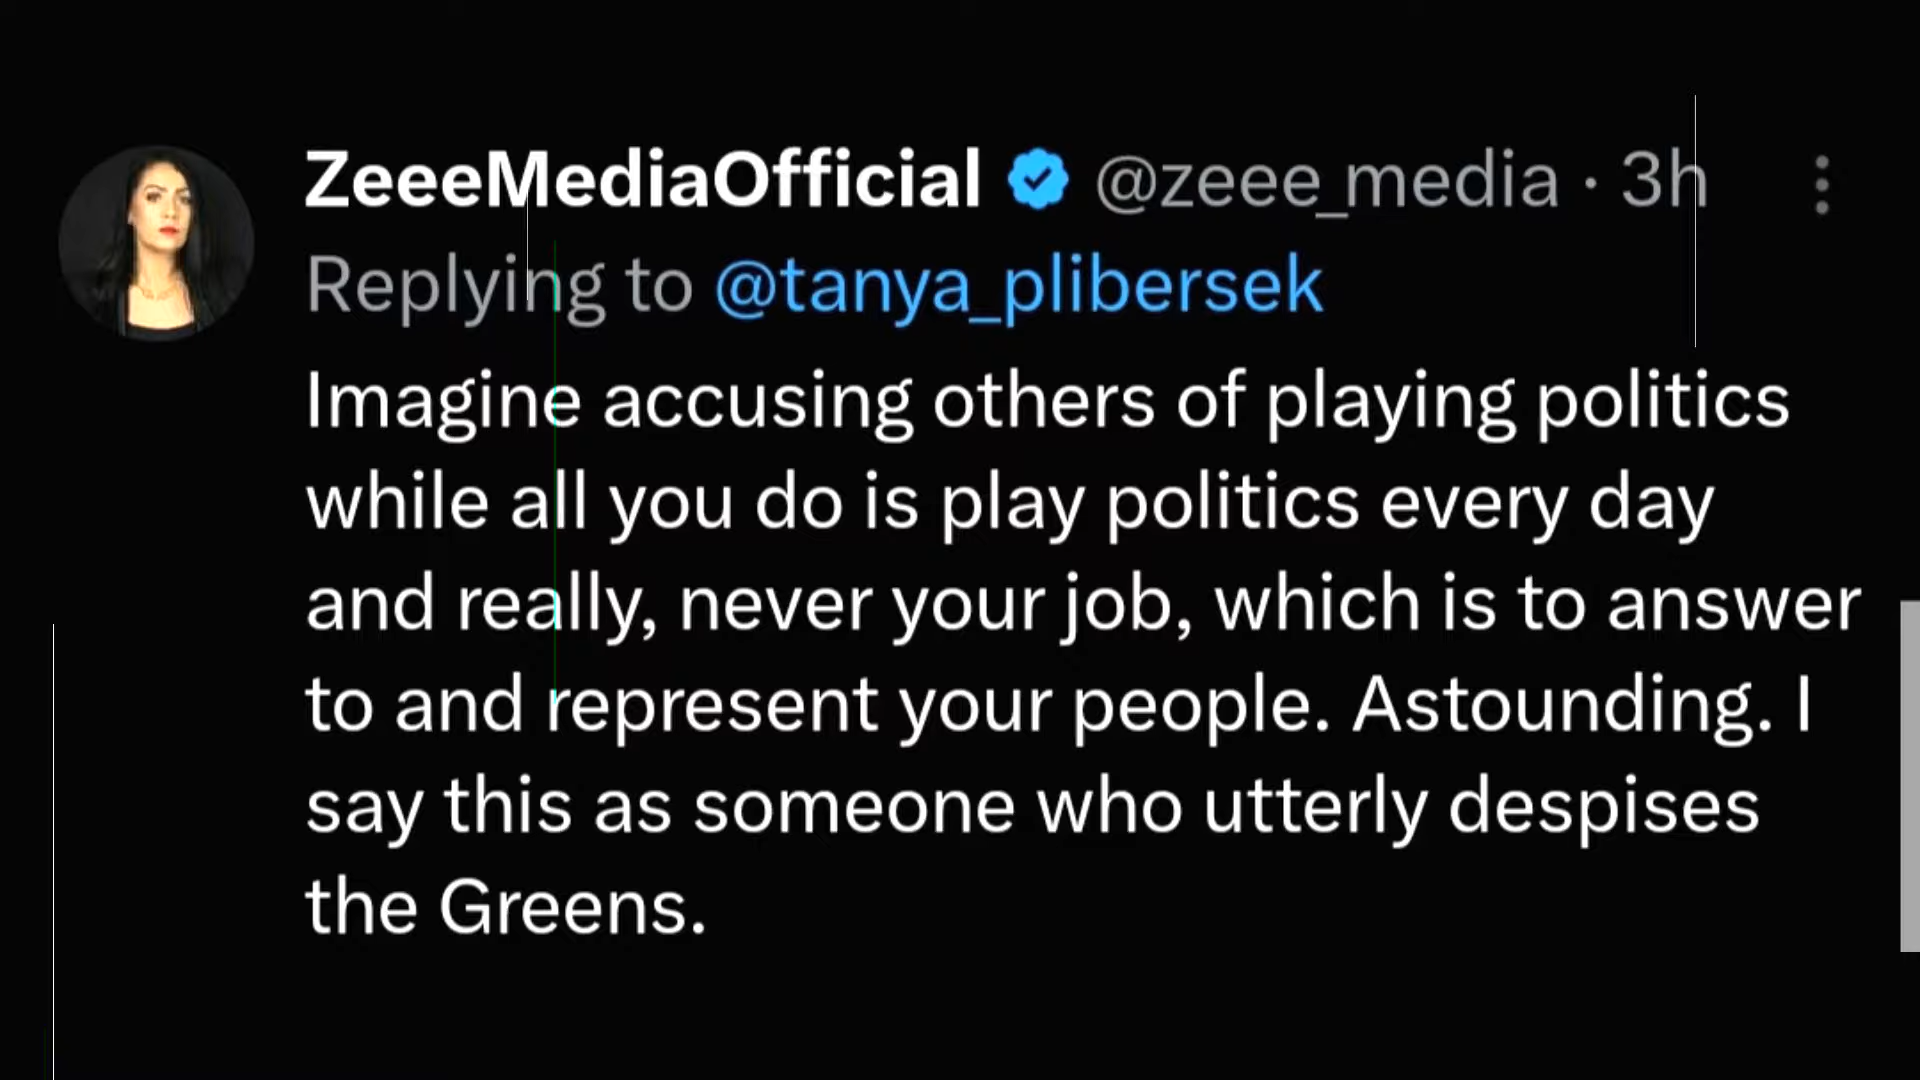 ZeeeMediaOfficial @zeee_media · 3h
Replying to @tanya_plibersek
Imagine accusing others of playing politics
while all you do is play politics every day
and really, never your job, which is to answer
to and represent your people. Astounding. I
say this as someone who utterly despises
the Greens.